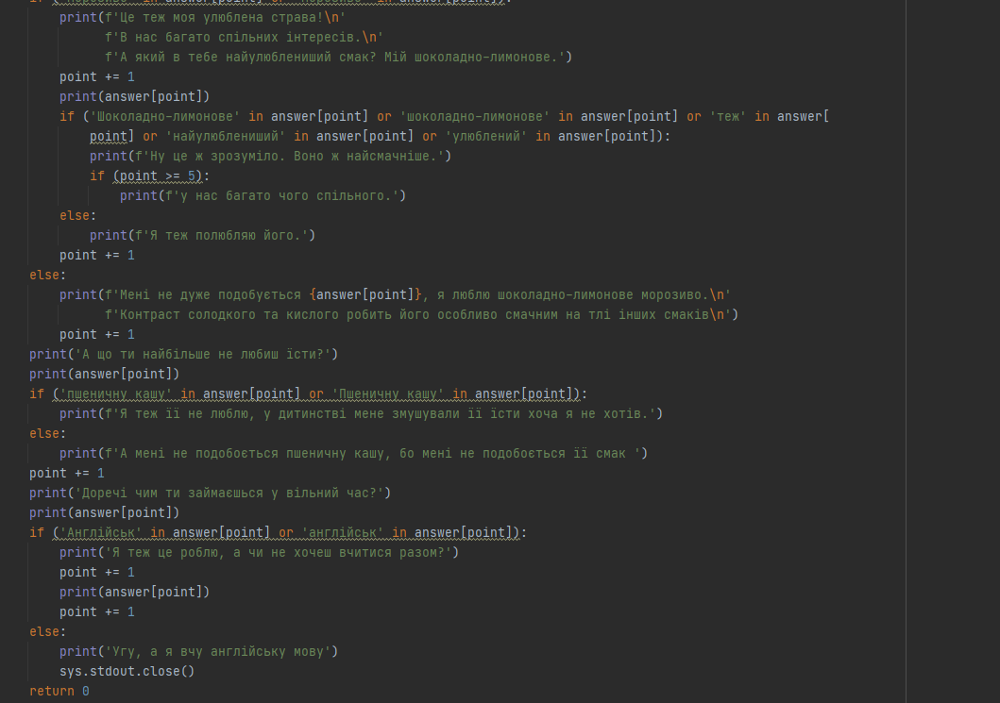 print(f'Це теж моя улюблена страва!\n'
f'В нас багато спільних інтересів.\n'
f'А який в тебе найулюблениший смак? Мій шоколадно-лимонове.')
point += 1
print(answer[point])
if ('Шоколадно-лимонове' in answer[point] or 'шоколадно-лимонове' in answer[point] or 'теж' in answer[
point] or 'найулюблениший' in answer[point] or 'улюблений' in answer[point]):
print(f'Ну це ж зрозуміло. Воно ж найсмачніше.')
if (point >= 5):
print(f'у нас багато чого спільного.')
else:
print(f'Я теж полюбляю його.')
point += 1
else:
print(f'Мені не дуже подобується {answer[point]}, я люблю шоколадно-лимонове морозиво.\n'
f'Контраст солодкого та кислого робить його особливо смачним на тлі інших смаків\n')
point += 1
print('А що ти найбільше не любиш їсти?')
print(answer[point])
if ('пшеничну кашу' in answer[point] or 'Пшеничну кашу' in answer[point]):
print(f'Я теж її не люблю, у дитинстві мене змушували її їсти хоча я не хотів.')
else:
print(f'А мені не подобоється пшеничну кашу, бо мені не подобоється її смак ')
point += 1
print('Доречі чим ти займаєшься у вільний час?')
print(answer[point])
if ('Англійськ' in answer[point] or 'англійськ' in answer[point]):
print('Я теж це роблю, а чи не хочеш вчитися разом?')
point += 1
print(answer[point])
point += 1
else:
print('Угу, а я вчу англійську мову')
sys.stdout.close()
return 0